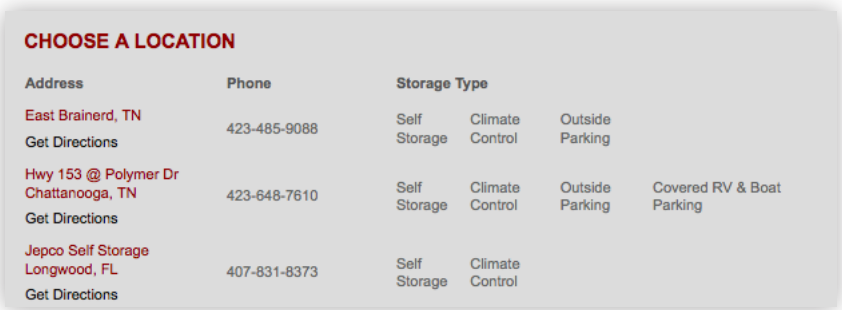 CHOOSE A LOCATION
Address Phone Storage Type
East Brainerd, TN
Get Directions
423-485-9088
Self Storage
Climate Control
Outside Parking
Hwy 153 @ Polymer Dr
Chattanooga, TN
Get Directions
423-648-7610
Self Storage
Climate Control
Outside Parking
Covered RV & Boat Parking
Jepco Self Storage
Longwood, FL
Get Directions
407-831-8373
Self Storage
Climate Control